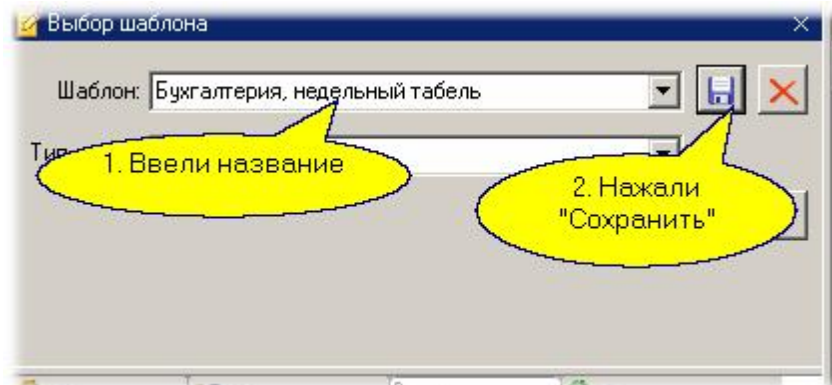 Выбор шаблона
Шаблон: Бухгалтерия, недельный табель
1. Ввели название
2. Нажали
"Сохранить"